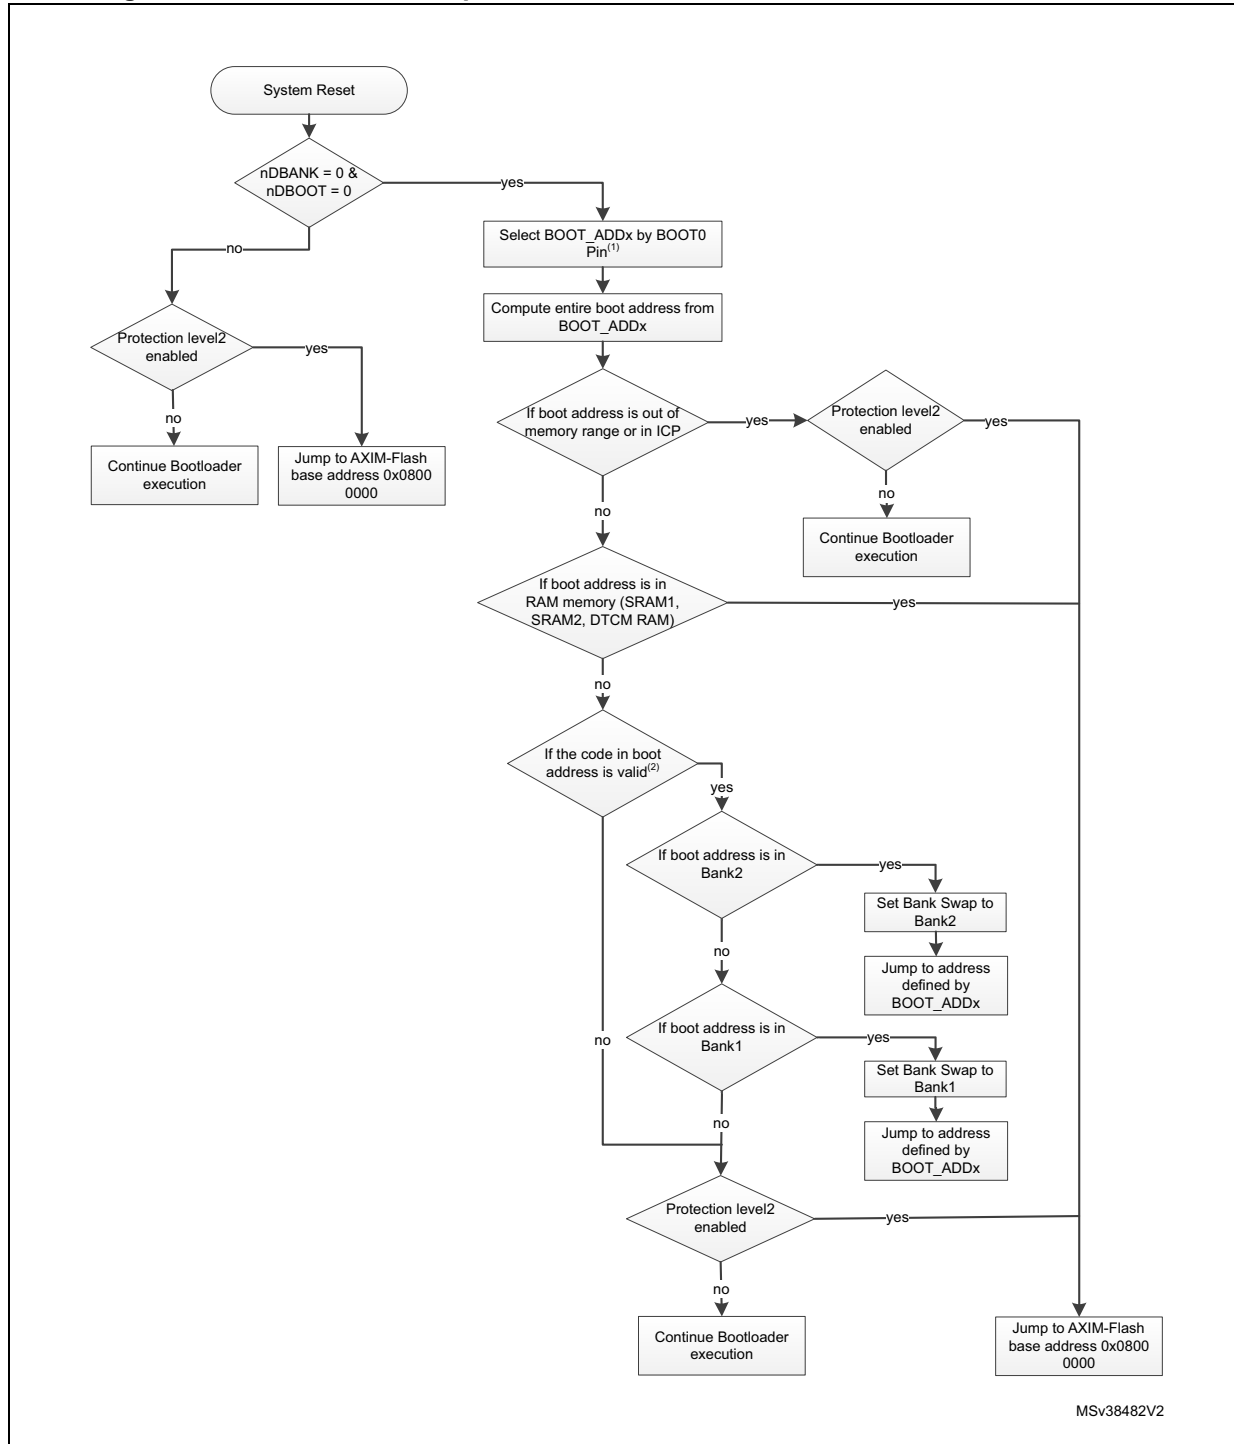 System Reset
nDBANK = 0 &
nDBOOT = 0
yes
no
Select BOOT_ADDx by BOOT0
Pin(1)
Compute entire boot address from
BOOT_ADDx
Protection level2
enabled
yes
no
Continue Bootloader
execution
Jump to AXIM-Flash
base address 0x0800
0000
If boot address is out of
memory range or in ICP
yes
no
Protection level2
enabled
yes
no
Continue Bootloader
execution
If boot address is in
RAM memory (SRAM1,
SRAM2, DTCM RAM)
yes
no
If the code in boot
address is valid(2)
yes
no
If boot address is in
Bank2
yes
no
Set Bank Swap to
Bank2
Jump to address
defined by
BOOT_ADDx
If boot address is in
Bank1
yes
no
Set Bank Swap to
Bank1
Jump to address
defined by
BOOT_ADDx
Protection level2
enabled
yes
no
Continue Bootloader
execution
Jump to AXIM-Flash
base address 0x0800
0000
MSv38482V2